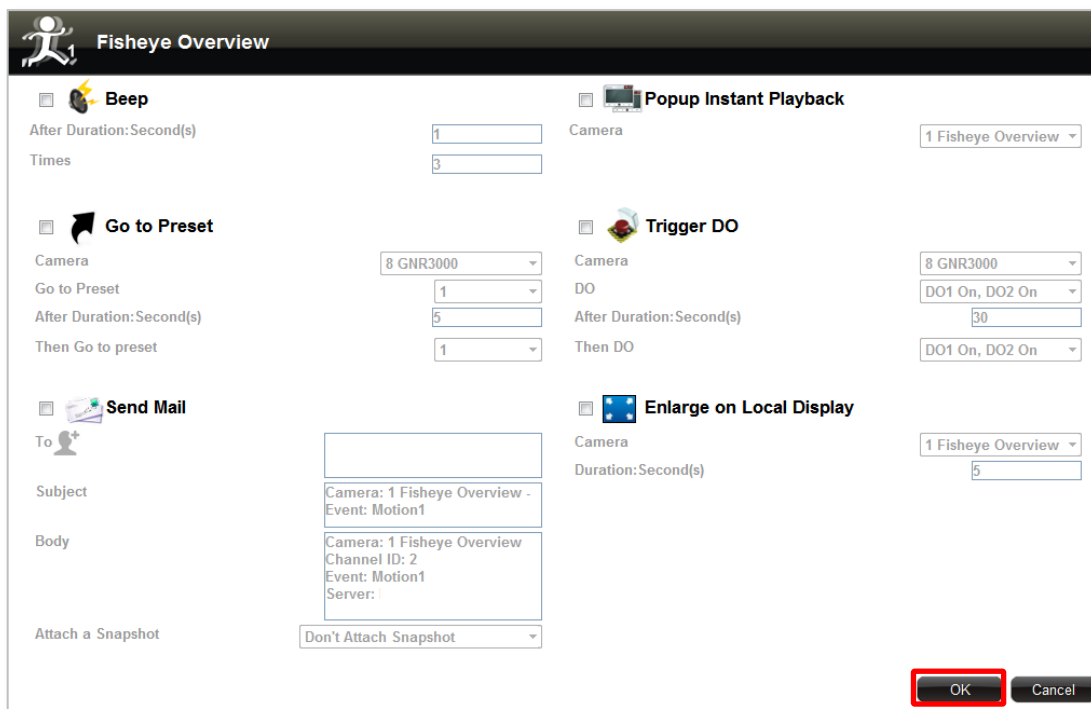 1
Fisheye Overview
Beep
After Duration:Second(s)
1
Times
3
Popup Instant Playback
Camera
1 Fisheye Overview
Go to Preset
Camera
8 GNR3000
Go to Preset
1
After Duration:Second(s)
5
Then Go to preset
1
Trigger DO
Camera
8 GNR3000
DO
DO1 On, DO2 On
After Duration:Second(s)
30
Then DO
DO1 On, DO2 On
Send Mail
To
Subject
Camera: 1 Fisheye Overview -
Event: Motion1
Body
Camera: 1 Fisheye Overview
Channel ID: 2
Event: Motion1
Server:
Attach a Snapshot
Don't Attach Snapshot
Enlarge on Local Display
Camera
1 Fisheye Overview
Duration:Second(s)
5
OK
Cancel